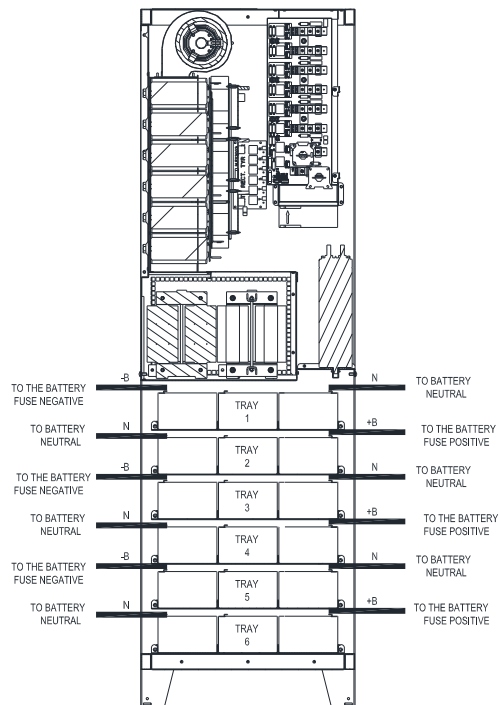 RECT. TYR
-B
TO THE BATTERY
FUSE NEGATIVE
N
TO BATTERY
NEUTRAL
TRAY
1
N
TO BATTERY
NEUTRAL
+B
TO THE BATTERY
FUSE POSITIVE
TRAY
2
-B
TO THE BATTERY
FUSE NEGATIVE
N
TO BATTERY
NEUTRAL
TRAY
3
N
TO BATTERY
NEUTRAL
+B
TO THE BATTERY
FUSE POSITIVE
TRAY
4
-B
TO THE BATTERY
FUSE NEGATIVE
N
TO BATTERY
NEUTRAL
TRAY
5
N
TO BATTERY
NEUTRAL
+B
TO THE BATTERY
FUSE POSITIVE
TRAY
6